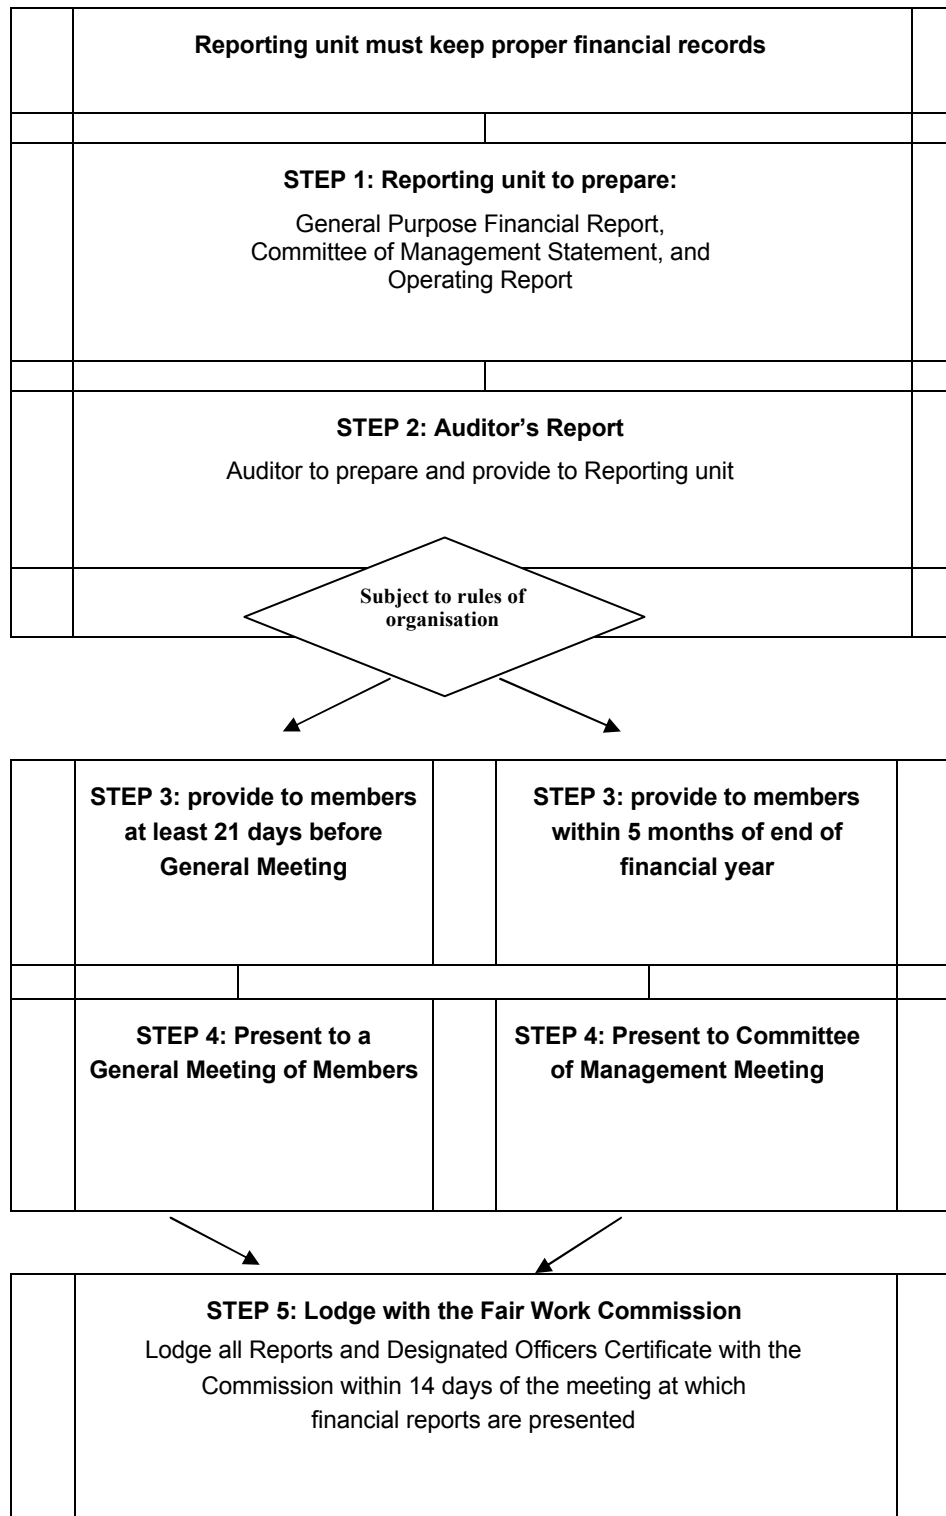 Reporting unit must keep proper financial records
STEP 1: Reporting unit to prepare:
General Purpose Financial Report,
Committee of Management Statement, and
Operating Report
STEP 2: Auditor’s Report
Auditor to prepare and provide to Reporting unit
Subject to rules of
organisation
STEP 3: provide to members
at least 21 days before
General Meeting
STEP 3: provide to members
within 5 months of end of
financial year
STEP 4: Present to a
General Meeting of Members
STEP 4: Present to Committee
of Management Meeting
STEP 5: Lodge with the Fair Work Commission
Lodge all Reports and Designated Officers Certificate with the
Commission within 14 days of the meeting at which
financial reports are presented